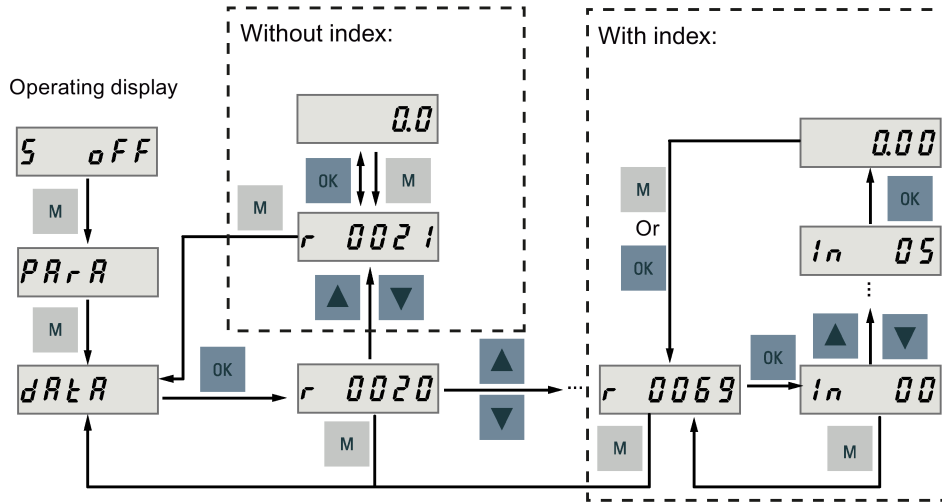 Without index:
With index:
Operating display
0.0
S oFF
0.00
OK
M
M
OK
M
M
Or
r 0021
In 05
PArA
OK
M
...
OK
OK
dAtA
r 0020
...
r 0069
In 00
M
M
M